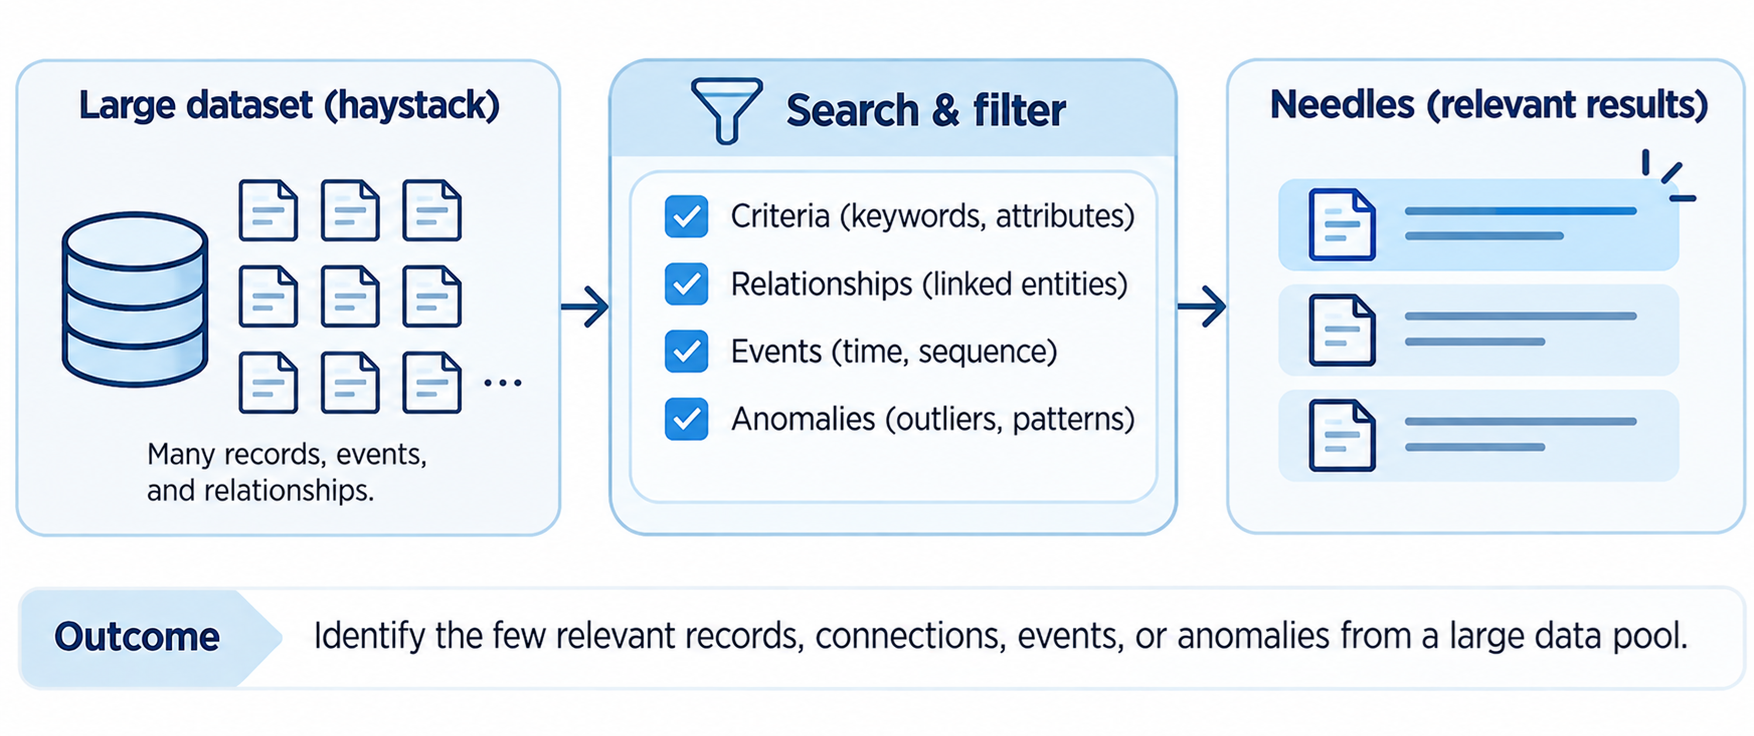 Large dataset (haystack)
Many records, events,
and relationships.
Search & filter
Criteria (keywords, attributes)
Relationships (linked entities)
Events (time, sequence)
Anomalies (outliers, patterns)
Needles (relevant results)
Outcome
Identify the few relevant records, connections, events, or anomalies from a large data pool.